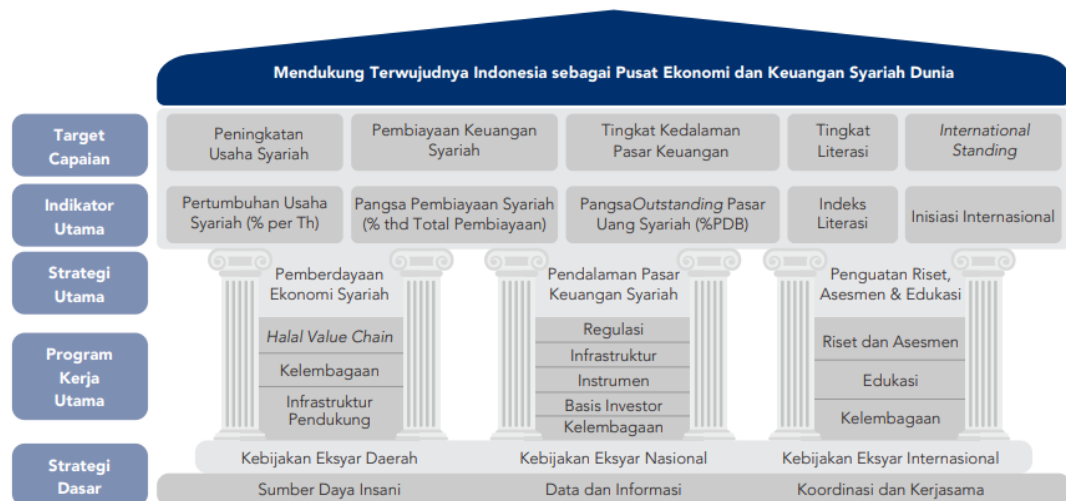 Mendukung Terwujudnya Indonesia sebagai Pusat Ekonomi dan Keuangan Syariah Dunia
Target
Capaian
Peningkatan
Usaha Syariah
Pembiayaan Keuangan
Syariah
Tingkat Kedalaman
Pasar Keuangan
Tingkat
Literasi
International
Standing
Indikator
Utama
Pertumbuhan Usaha
Syariah (% per Th)
Pangsa Pembiayaan Syariah
(% thd Total Pembiayaan)
PangsaOutstanding Pasar
Uang Syariah (%PDB)
Indeks
Literasi
Inisiasi Internasional
Strategi
Utama
Pemberdayaan
Ekonomi Syariah
Pendalaman Pasar
Keuangan Syariah
Penguatan Riset,
Asesmen & Edukasi
Program
Kerja
Utama
Halal Value Chain
Kelembagaan
Infrastruktur
Pendukung
Regulasi
Infrastruktur
Instrumen
Basis Investor
Kelembagaan
Riset dan Asesmen
Edukasi
Kelembagaan
Strategi
Dasar
Kebijakan Eksyar Daerah
Kebijakan Eksyar Nasional
Kebijakan Eksyar Internasional
Sumber Daya Insani
Data dan Informasi
Koordinasi dan Kerjasama